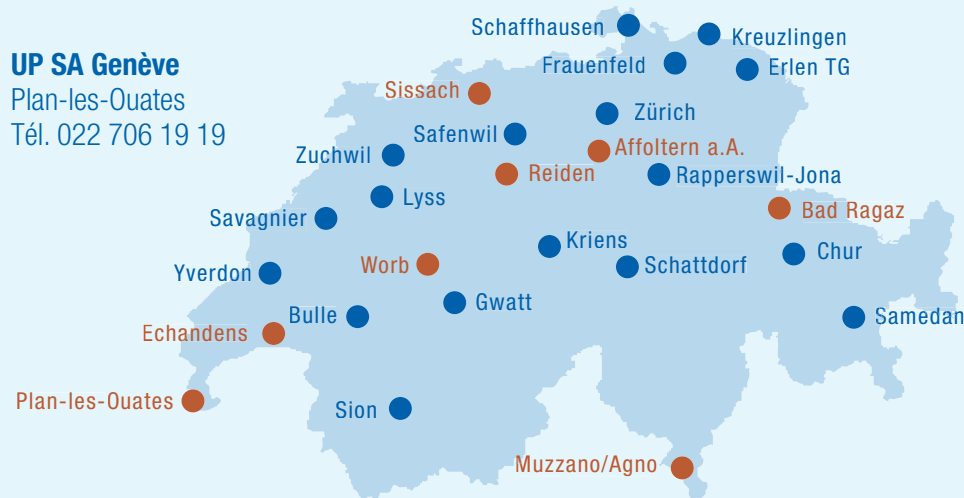 UP SA Genève
Plan-les-Ouates
Tél. 022 706 19 19
Schaffhausen
Kreuzlingen
Frauenfeld
Erlen TG
Sissach
Zürich
Safenwil
Affoltern a.A.
Zuchwil
Reiden
Rapperswil-Jona
Lyss
Bad Ragaz
Savagnier
Kriens
Chur
Worb
Schattdorf
Yverdon
Gwatt
Bulle
Samedan
Echandens
Plan-les-Ouates
Sion
Muzzano/Agno